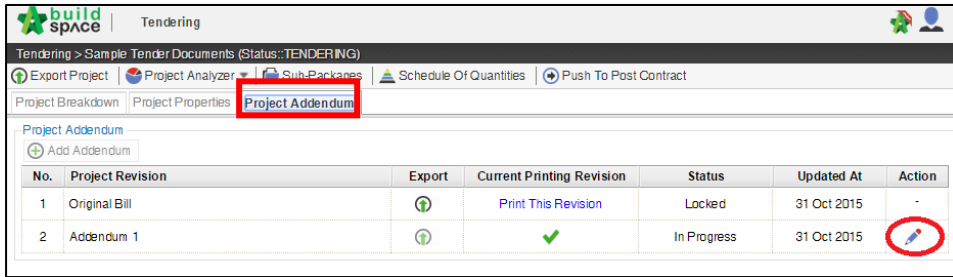 build space Tendering
Tendering > Sample Tender Documents (Status::TENDERING)
Export Project Project Analyzer Sub-Packages Schedule Of Quantities Push To Post Contract
Project Breakdown Project Properties Project Addendum
Project Addendum
Add Addendum
No. Project Revision Export Current Printing Revision Status Updated At Action
1 Original Bill Print This Revision Locked 31 Oct 2015 -
2 Addendum 1 In Progress 31 Oct 2015